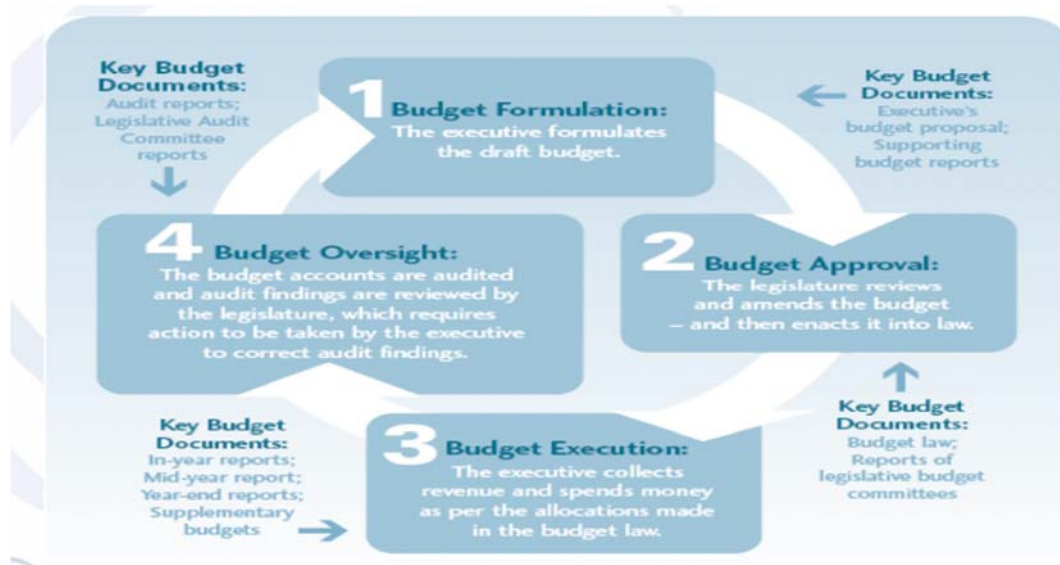 Key Budget
Documents:
Audit reports;
Legislative Audit
Committee
reports
1 Budget Formulation:
The executive formulates
the draft budget.
Key Budget
Documents:
Executive's
budget proposal;
Supporting
budget reports
2 Budget Approval:
The legislature reviews
and amends the budget
– and then enacts it into law.
Key Budget
Documents:
Budget law;
Reports of
legislative budget
committees
3 Budget Execution:
The executive collects
revenue and spends money
as per the allocations made
in the budget law.
Key Budget
Documents:
In-year reports;
Mid-year report;
Year-end reports;
Supplementary
budgets
4 Budget Oversight:
The budget accounts are audited
and audit findings are reviewed by
the legislature, which requires
action to be taken by the executive
to correct audit findings.